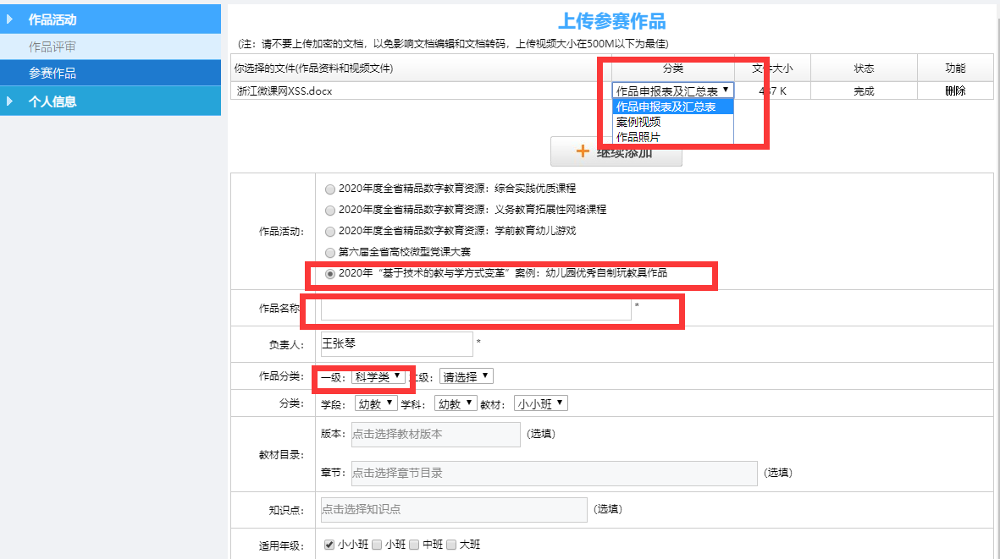 作品活动
作品评审
参赛作品
个人信息
上传参赛作品
(注：请不要上传加密的文档，以免影响文档编辑和文档转码，上传视频大小在500M以下为最佳)
你选择的文件(作品资料和视频文件) 分类 文件大小 状态 功能
浙江微课网XSS.docx 作品申报表及汇总表 467 K 完成 删除
作品申报表及汇总表
案例视频
作品照片
继续添加
作品活动：
2020年度全省精品数字教育资源：综合实践优质课程
2020年度全省精品数字教育资源：义务教育拓展性网络课程
2020年度全省精品数字教育资源：学前教育幼儿游戏
第六届全省高校微型党课大赛
2020年“基于技术的教与学方式变革”案例：幼儿园优秀自制玩教具作品
作品名称 *
负责人： 王张琴 *
作品分类： 一级： 科学类 级： 请选择
分类： 学段： 幼教 学科： 幼教 教材： 小小班
教材目录： 版本： 点击选择教材版本 (选填)
章节： 点击选择章节目录 (选填)
知识点： 点击选择知识点 (选填)
适用年级： 小小班 小班 中班 大班